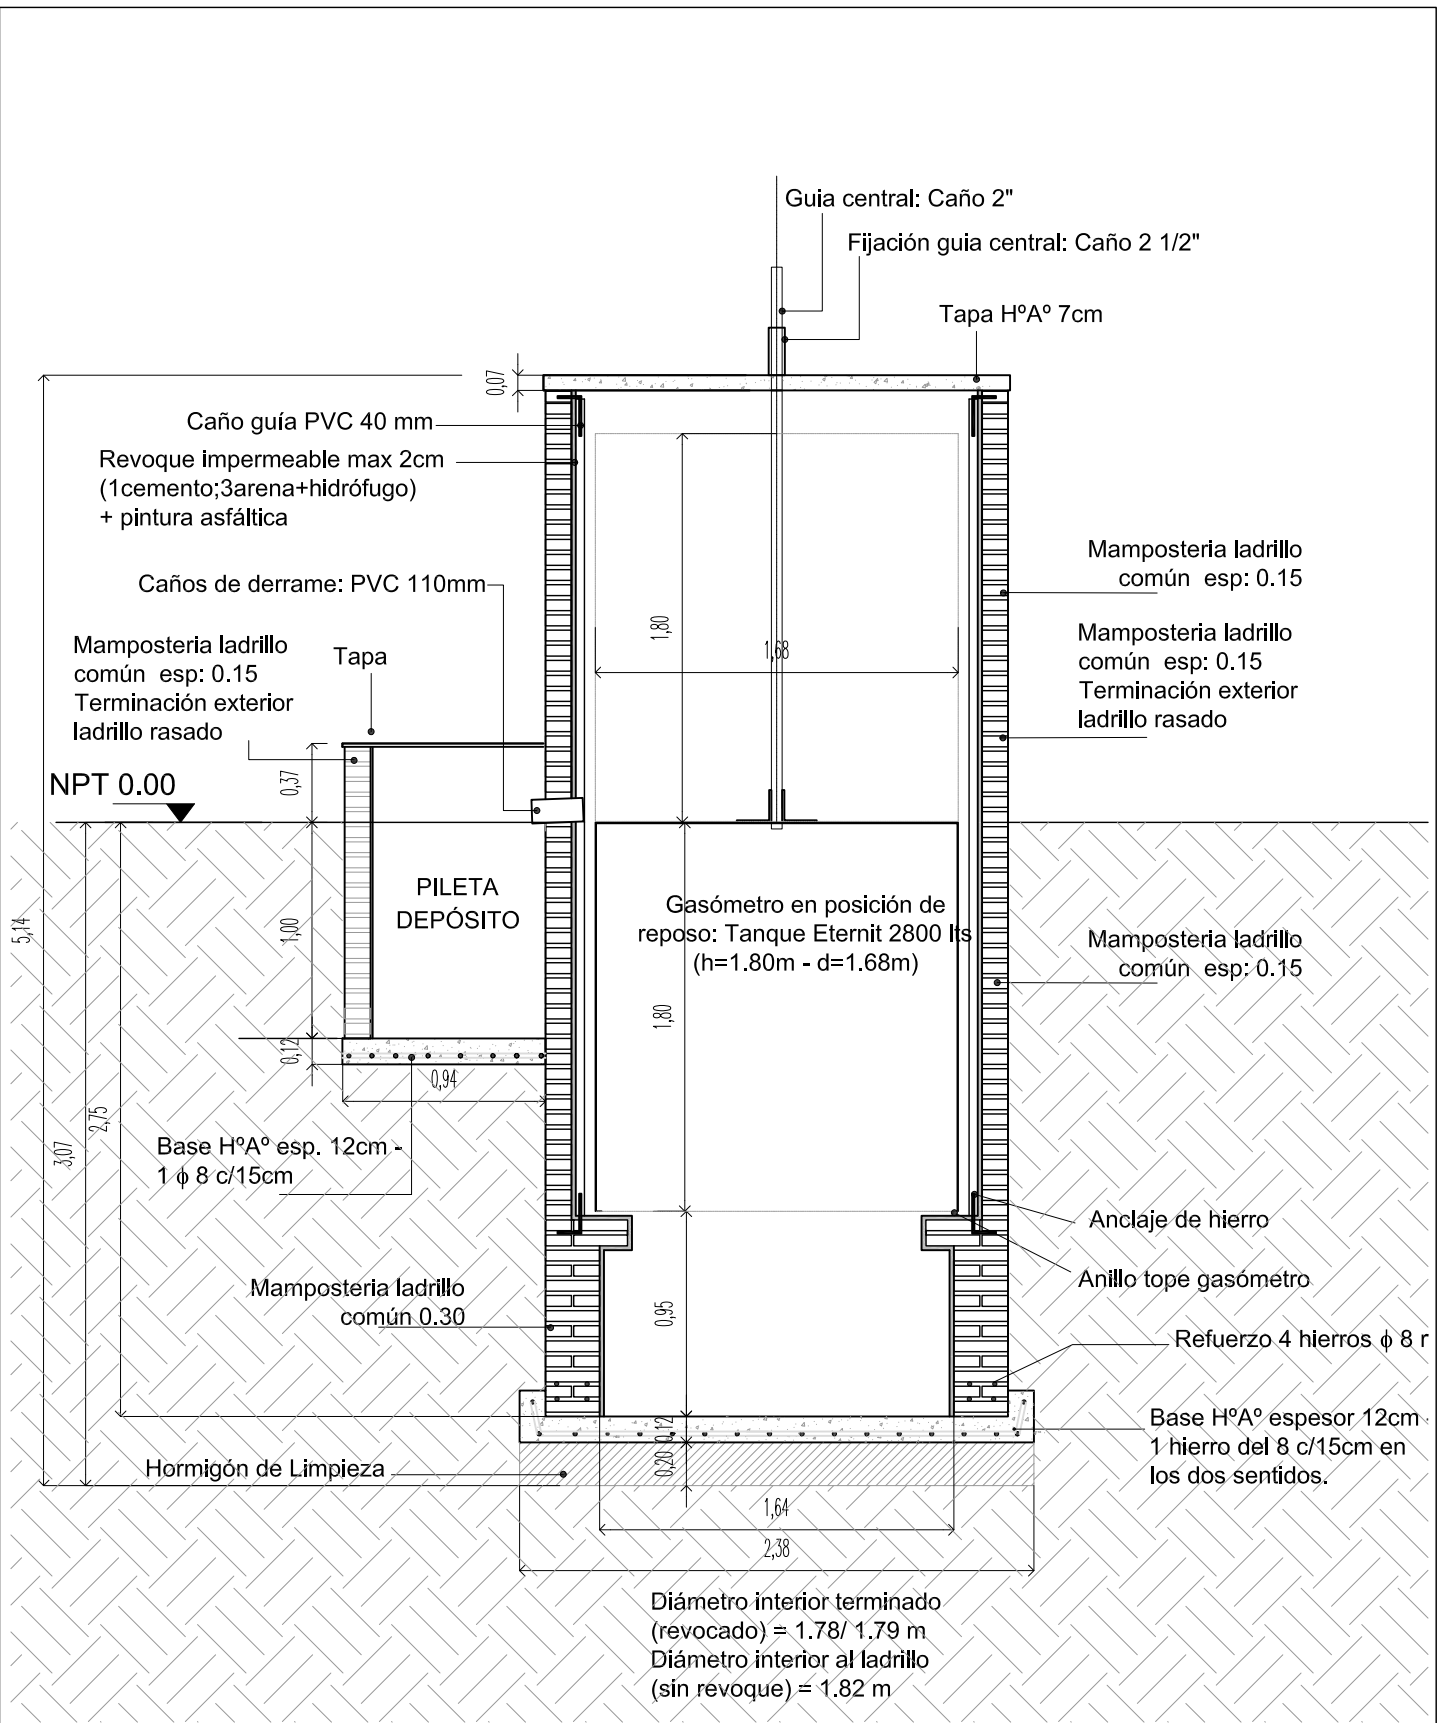 Guia central: Caño 2"
Fijación guia central: Caño 2 1/2"
Tapa HºAº 7cm
0,07
Caño guía PVC 40 mm
Revoque impermeable max 2cm
(1cemento;3arena+hidrófugo)
+ pintura asfáltica
Mamposteria ladrillo
común esp: 0.15
Caños de derrame: PVC 110mm
1,80
1,68
Mamposteria ladrillo
común esp: 0.15
Terminación exterior
ladrillo rasado
Tapa
Mamposteria ladrillo
común esp: 0.15
Terminación exterior
ladrillo rasado
0,37
NPT 0.00
PILETA
DEPÓSITO
1,00
5,14
Gasómetro en posición de
reposo: Tanque Eternit 2800 lts
(h=1.80m - d=1.68m)
Mamposteria ladrillo
común esp: 0.15
1,80
0,12
0,94
2,75
3,07
Base HºAº esp. 12cm -
1 ϕ 8 c/15cm
Anclaje de hierro
Anillo tope gasómetro
Mamposteria ladrillo
común 0.30
0,95
Refuerzo 4 hierros ϕ 8 r
Base HºAº espesor 12cm -
1 hierro del 8 c/15cm en
los dos sentidos.
0,12
0,20
Hormigón de Limpieza
1,64
2,38
Diámetro interior terminado
(revocado) = 1.78/ 1.79 m
Diámetro interior al ladrillo
(sin revoque) = 1.82 m